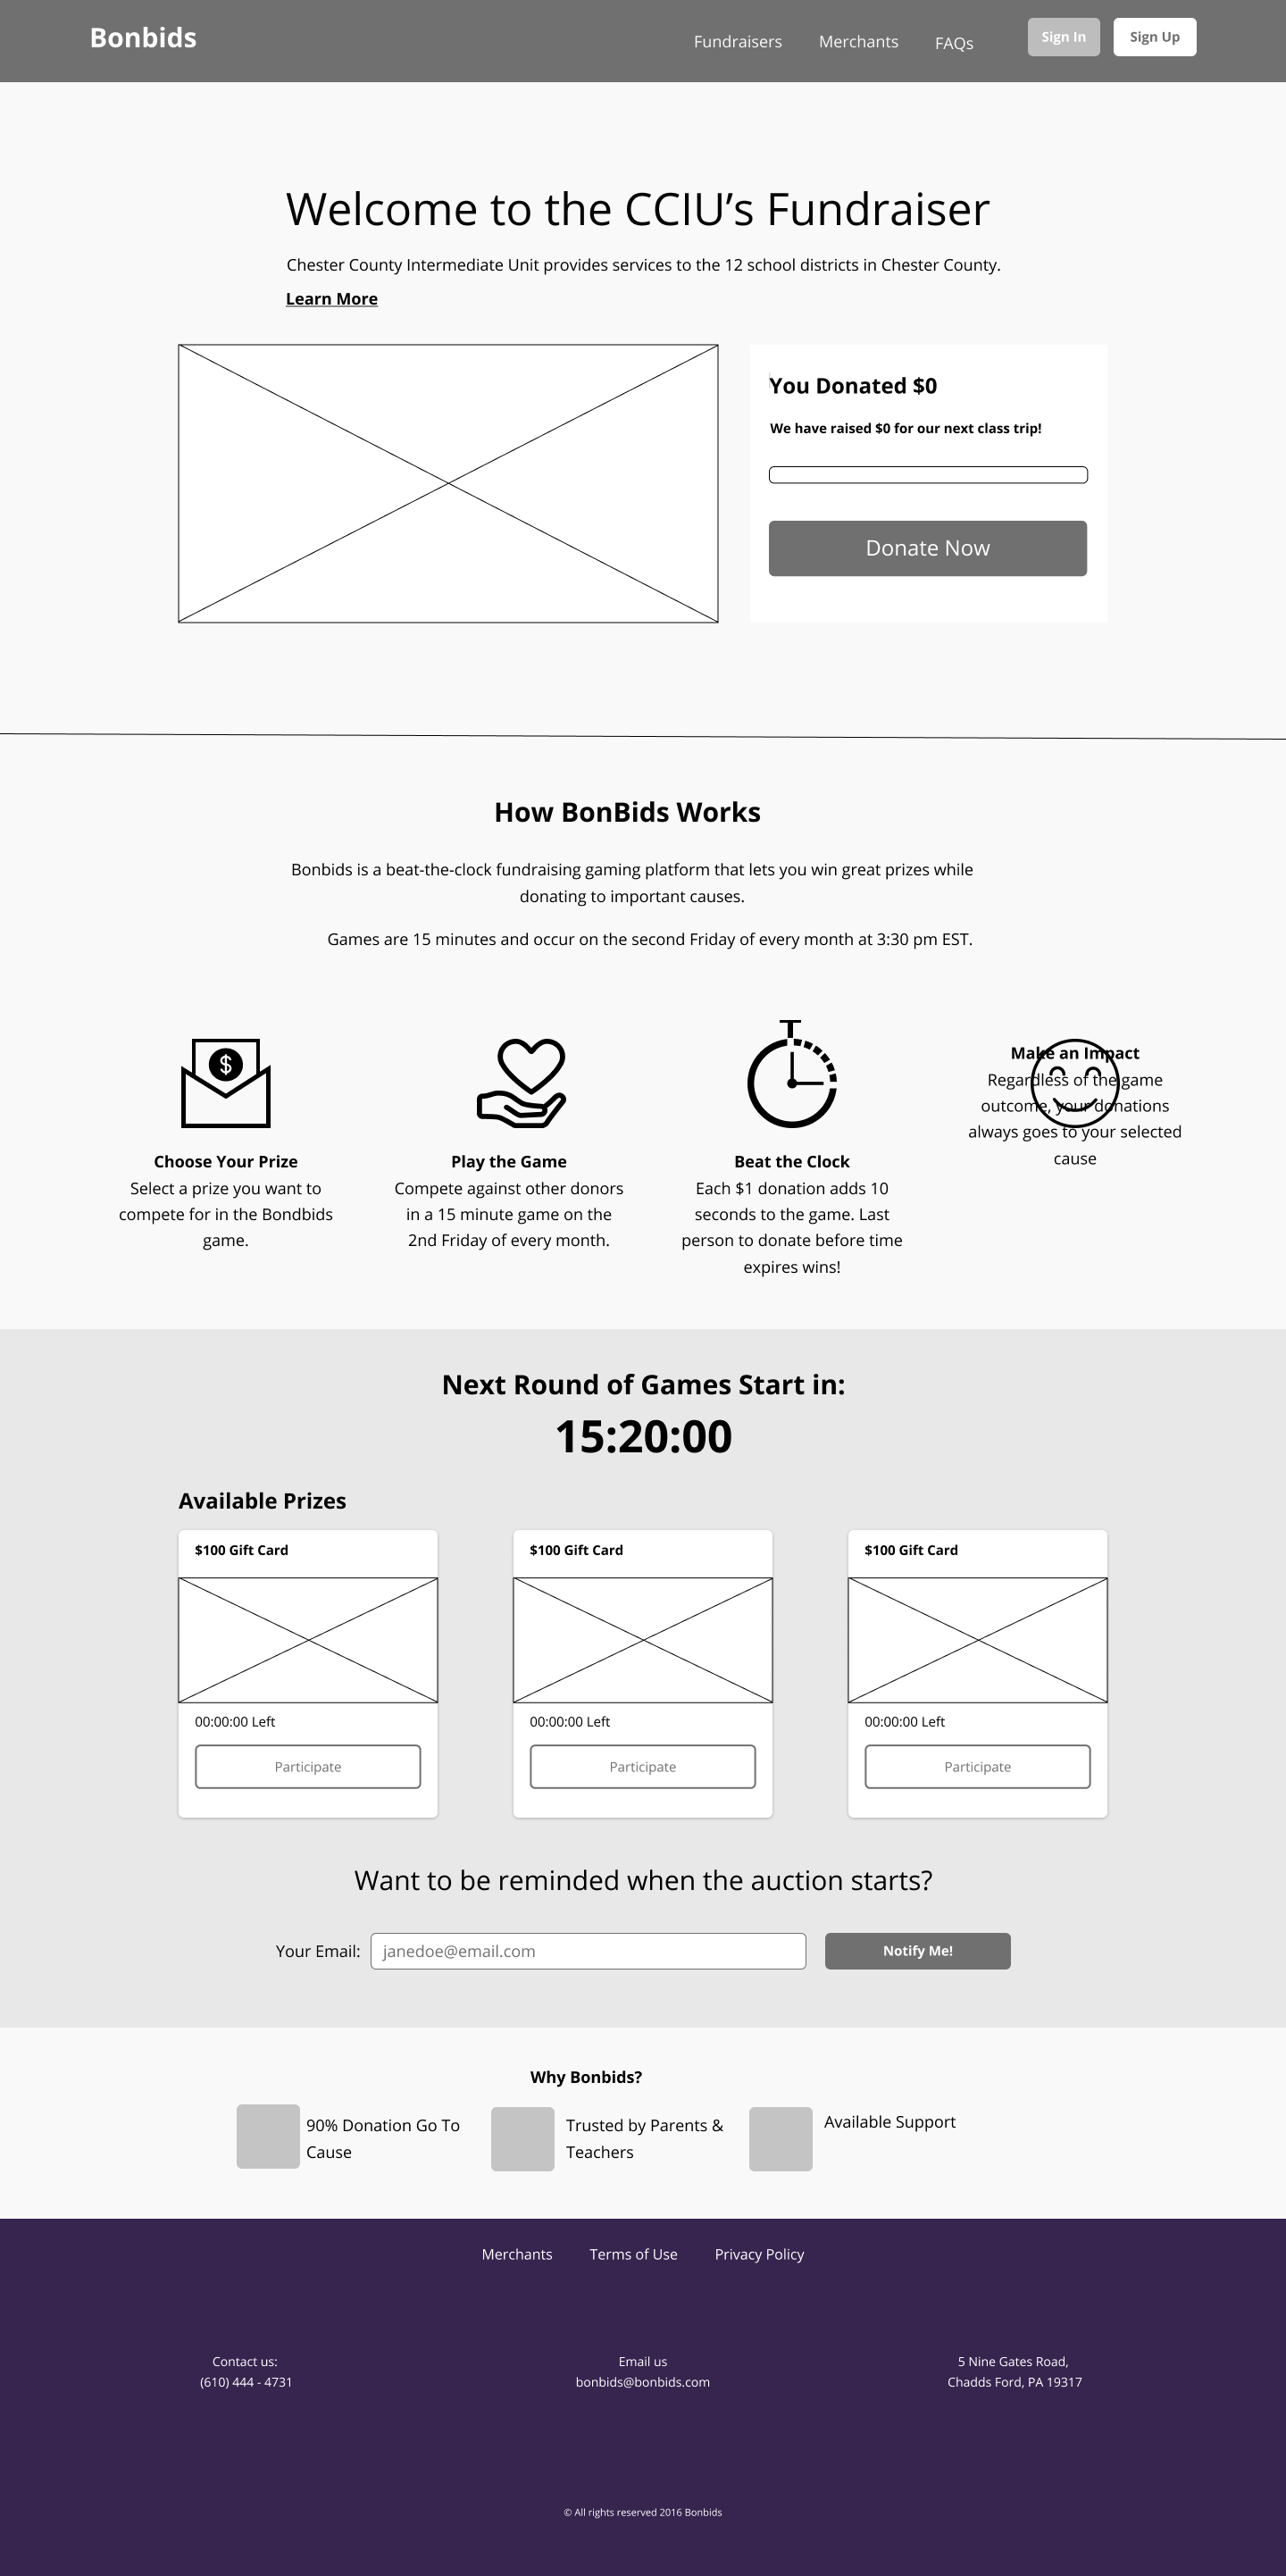 Bonbids
Fundraisers
Merchants
FAQs
Sign In
Sign Up
Welcome to the CCIU’s Fundraiser
Chester County Intermediate Unit provides services to the 12 school districts in Chester County.
Learn More
You Donated $0
We have raised $0 for our next class trip!
Donate Now
How BonBids Works
Bonbids is a beat-the-clock fundraising gaming platform that lets you win great prizes while
donating to important causes.
Games are 15 minutes and occur on the second Friday of every month at 3:30 pm EST.
$
Choose Your Prize
Select a prize you want to
compete for in the Bondbids
game.
Play the Game
Compete against other donors
in a 15 minute game on the
2nd Friday of every month.
Beat the Clock
Each $1 donation adds 10
seconds to the game. Last
person to donate before time
expires wins!
Make an Impact
Regardless of the game
outcome, your donations
always goes to your selected
cause
Next Round of Games Start in:
15:20:00
Available Prizes
$100 Gift Card
00:00:00 Left
Participate
$100 Gift Card
00:00:00 Left
Participate
$100 Gift Card
00:00:00 Left
Participate
Want to be reminded when the auction starts?
Your Email:
janedoe@email.com
Notify Me!
Why Bonbids?
90% Donation Go To
Cause
Trusted by Parents &
Teachers
Available Support
Merchants
Terms of Use
Privacy Policy
Contact us:
(610) 444 - 4731
Email us
bonbids@bonbids.com
5 Nine Gates Road,
Chadds Ford, PA 19317
© All rights reserved 2016 Bonbids